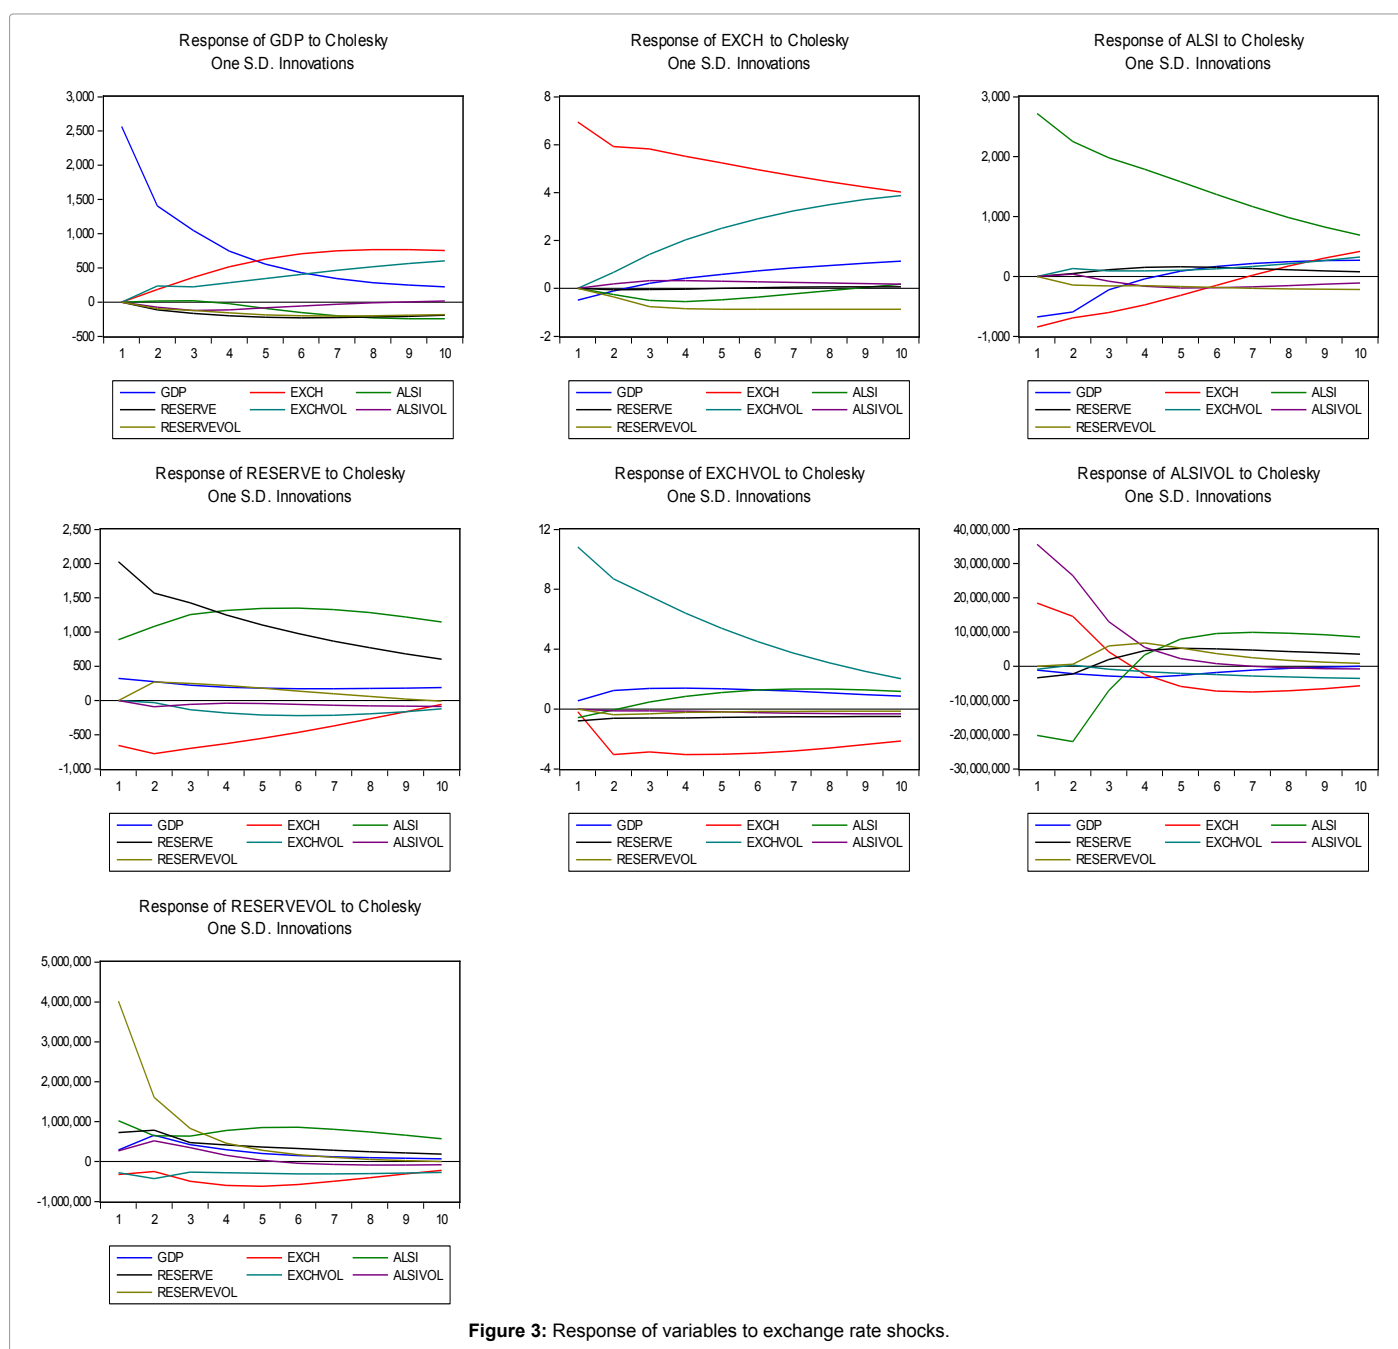 Response of GDP to Cholesky
One S.D. Innovations
3,000
2,500
2,000
1,500
1,000
500
0
-500
1 2 3 4 5 6 7 8 9 10
GDP EXCH ALSI
RESERVE EXCHVOL ALSIVOL
RESERVEVOL
Response of EXCH to Cholesky
One S.D. Innovations
8
6
4
2
0
-2
1 2 3 4 5 6 7 8 9 10
GDP EXCH ALSI
RESERVE EXCHVOL ALSIVOL
RESERVEVOL
Response of ALSI to Cholesky
One S.D. Innovations
3,000
2,000
1,000
0
-1,000
1 2 3 4 5 6 7 8 9 10
GDP EXCH ALSI
RESERVE EXCHVOL ALSIVOL
RESERVEVOL
Response of RESERVE to Cholesky
One S.D. Innovations
2,500
2,000
1,500
1,000
500
0
-500
-1,000
1 2 3 4 5 6 7 8 9 10
GDP EXCH ALSI
RESERVE EXCHVOL ALSIVOL
RESERVEVOL
Response of EXCHVOL to Cholesky
One S.D. Innovations
12
8
4
0
-4
1 2 3 4 5 6 7 8 9 10
GDP EXCH ALSI
RESERVE EXCHVOL ALSIVOL
RESERVEVOL
Response of ALSIVOL to Cholesky
One S.D. Innovations
40,000,000
30,000,000
20,000,000
10,000,000
0
-10,000,000
-20,000,000
-30,000,000
1 2 3 4 5 6 7 8 9 10
GDP EXCH ALSI
RESERVE EXCHVOL ALSIVOL
RESERVEVOL
Response of RESERVEVOL to Cholesky
One S.D. Innovations
5,000,000
4,000,000
3,000,000
2,000,000
1,000,000
0
-1,000,000
1 2 3 4 5 6 7 8 9 10
GDP EXCH ALSI
RESERVE EXCHVOL ALSIVOL
RESERVEVOL
Figure 3: Response of variables to exchange rate shocks.